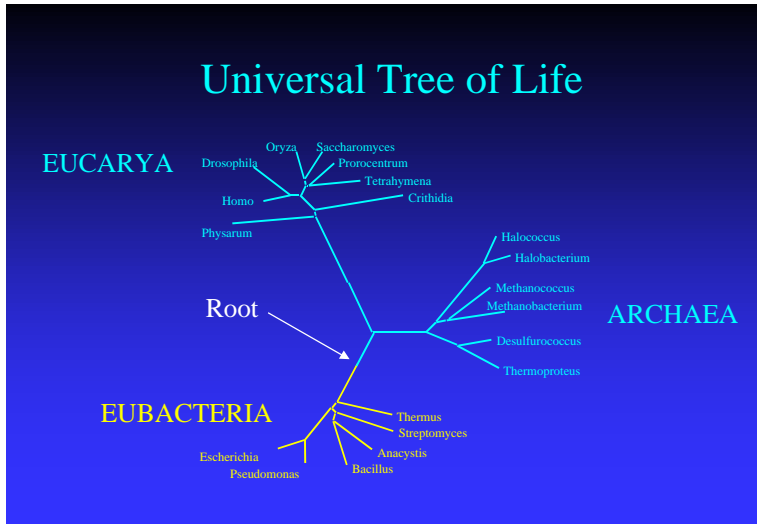 Universal Tree of Life
EUCARYA
Oryza
Saccharomyces
Drosophila
Prorocentrum
Tetrahymena
Homo
Crithidia
Physarum
Halococcus
Halobacterium
Methanococcus
Methanobacterium
ARCHAEA
Root
Desulfurococcus
Thermoproteus
EUBACTERIA
Thermus
Streptomyces
Escherichia
Anacystis
Pseudomonas
Bacillus